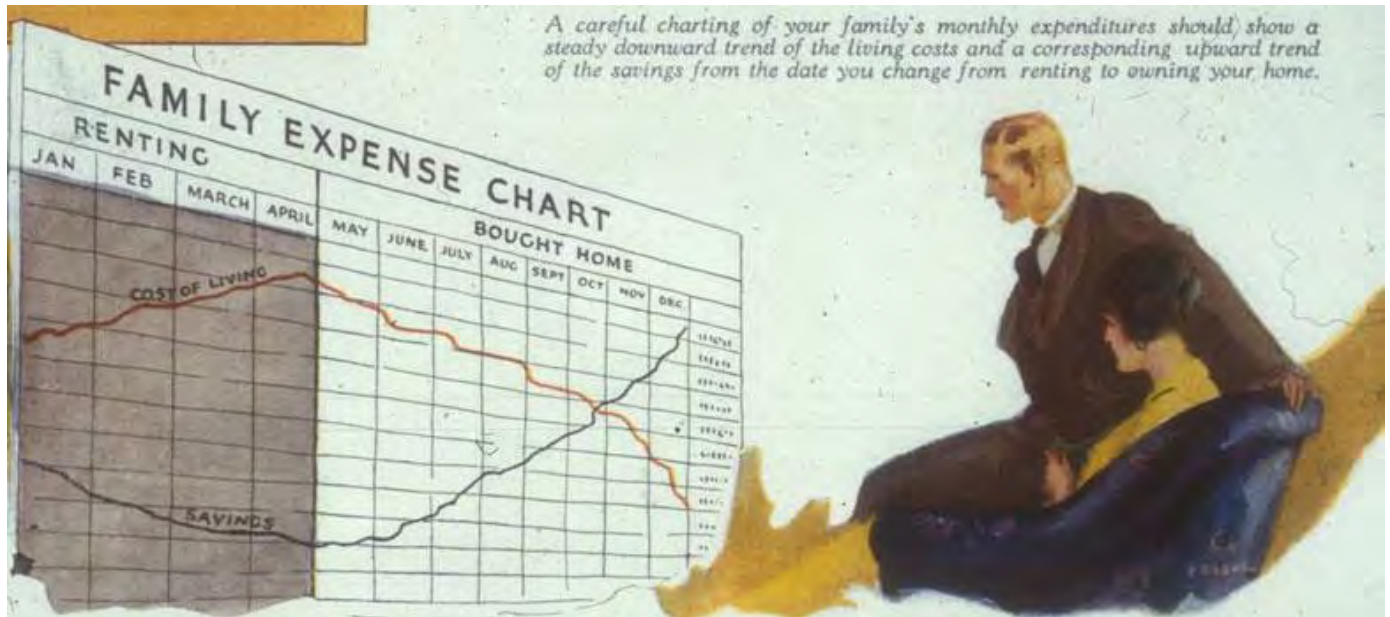 A careful charting of your family's monthly expenditures should show a
steady downward trend of the living costs and a corresponding upward trend
of the savings from the date you change from renting to owning your home.
FAMILY EXPENSE CHART
RENTING
BOUGHT HOME
JAN FEB MARCH APRIL MAY JUNE JULY AUG SEPT OCT NOV DEC
COST OF LIVING
SAVINGS